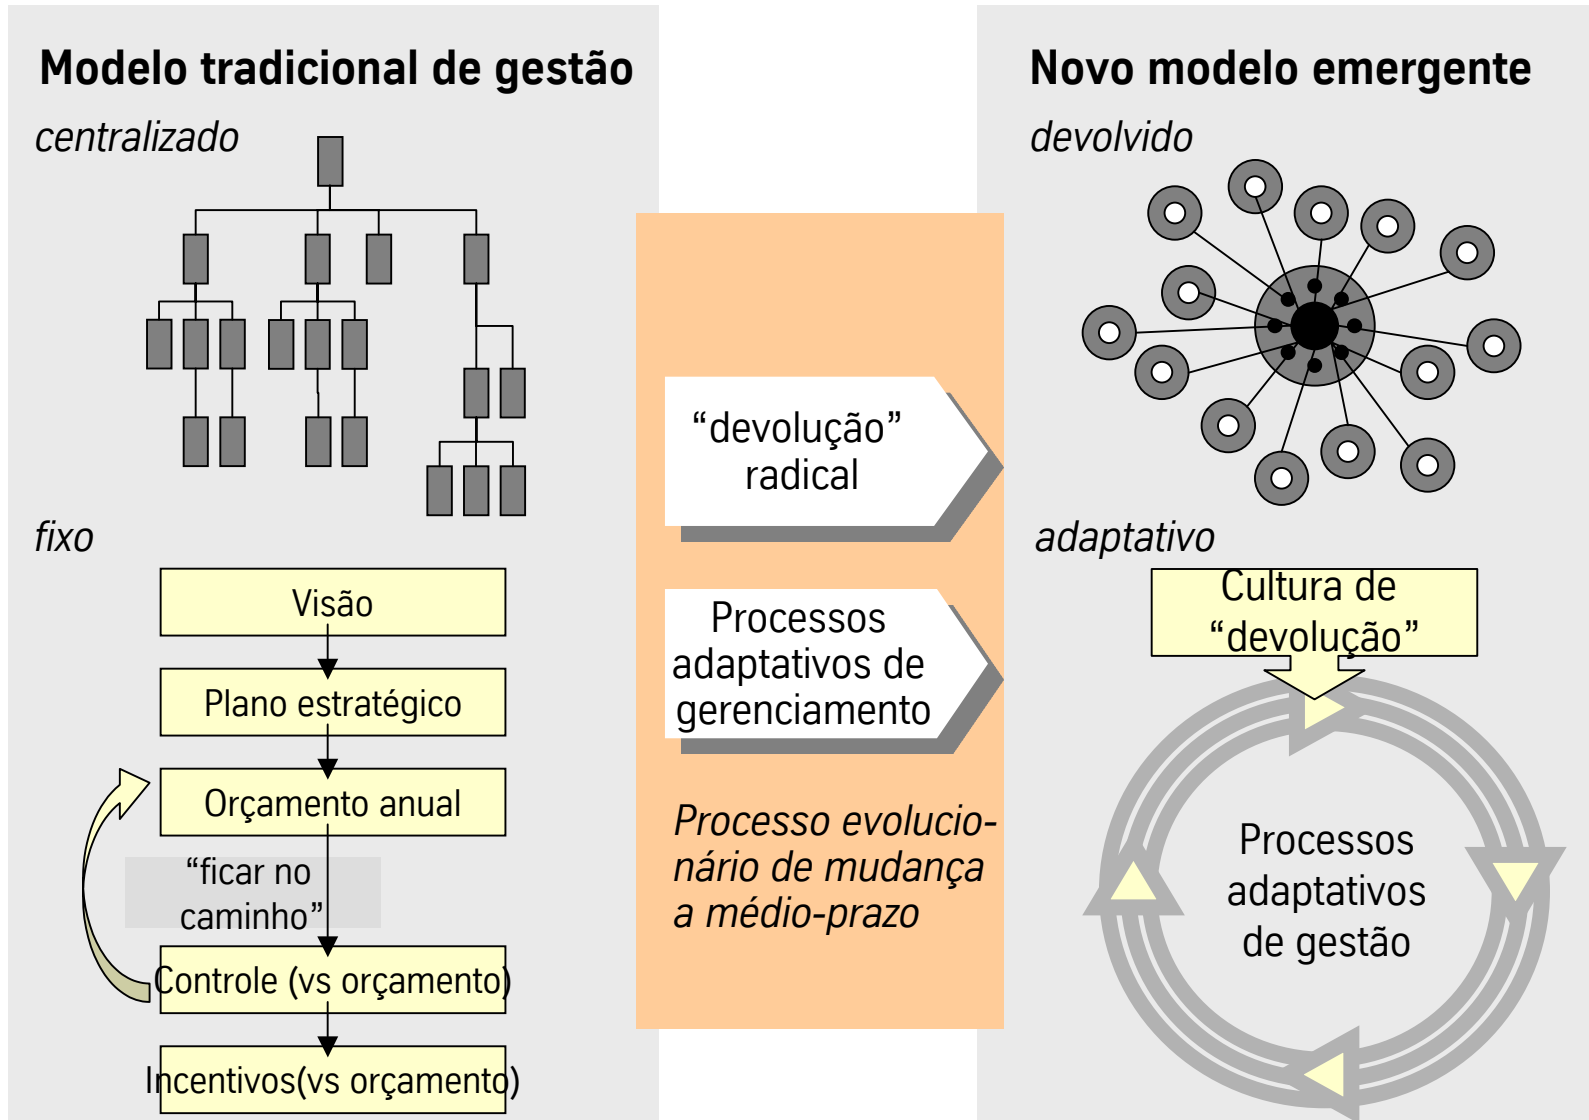 Modelo tradicional de gestão
centralizado
fixo
Visão
Plano estratégico
Orçamento anual
“ficar no
caminho”
Controle (vs orçamento)
Incentivos(vs orçamento)
“devolução”
radical
Processos
adaptativos de
gerenciamento
Processo evolucio-
nário de mudança
a médio-prazo
Novo modelo emergente
devolvido
adaptativo
Cultura de
“devolução”
Processos
adaptativos
de gestão